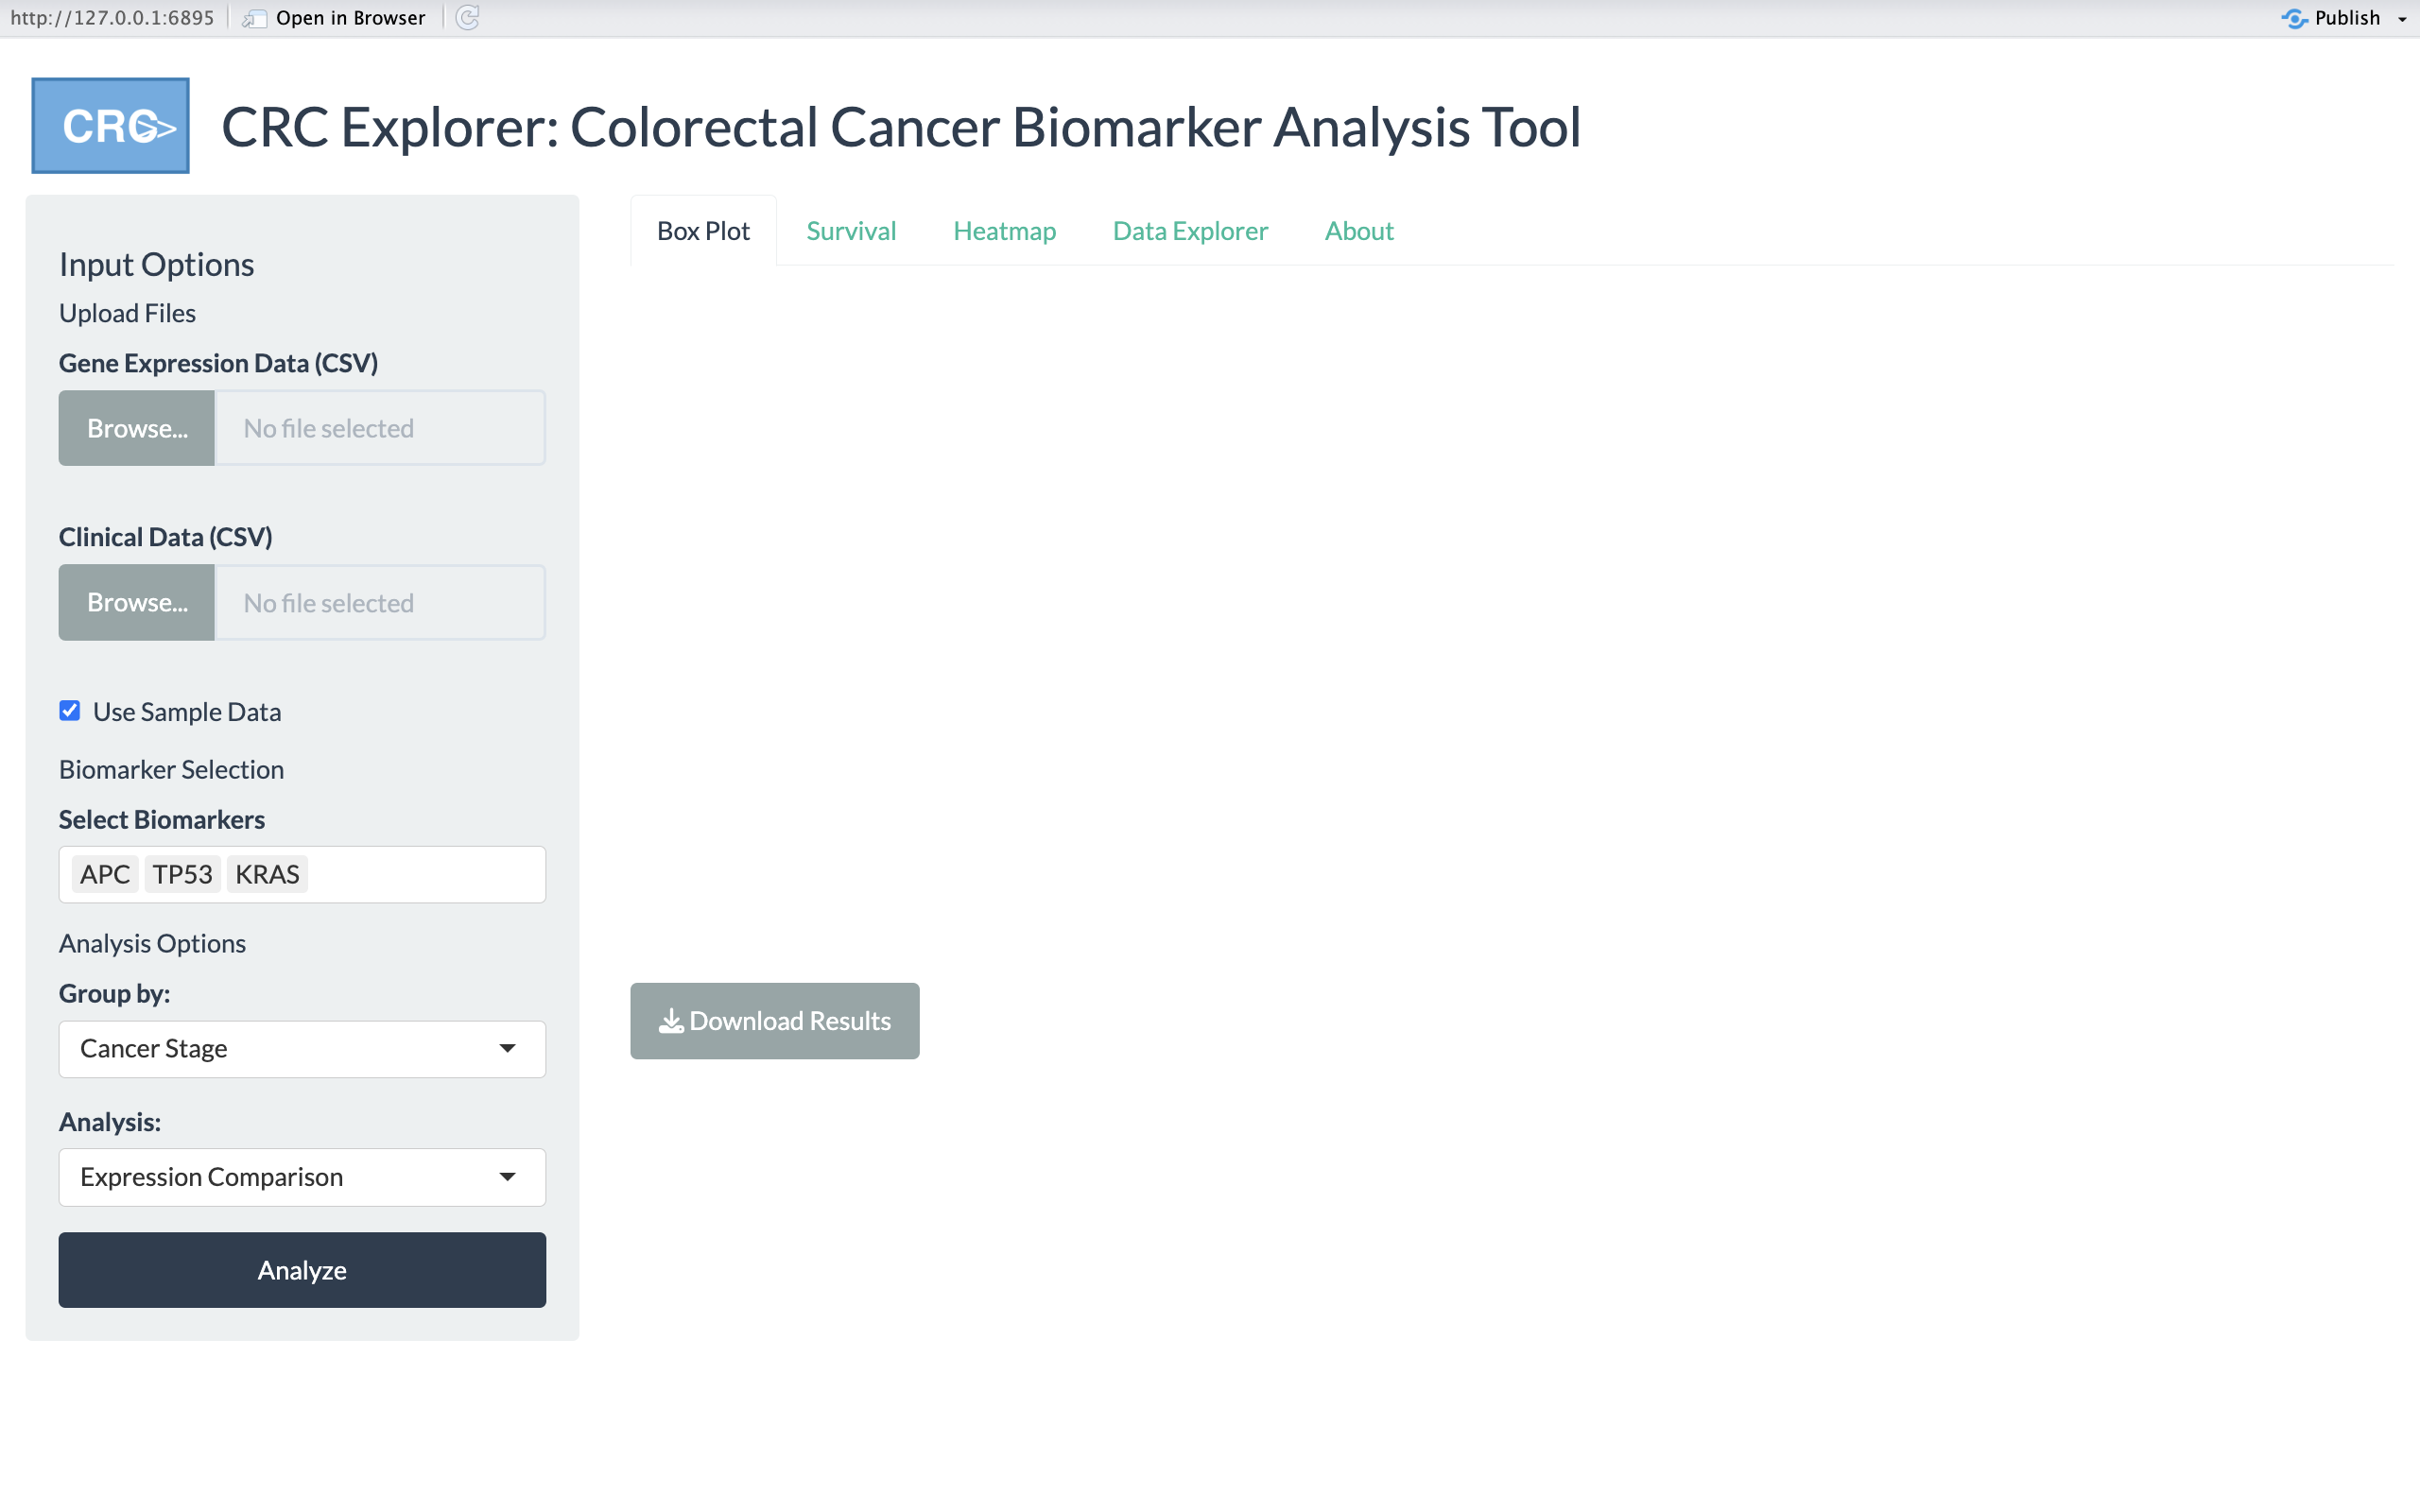 http://127.0.0.1:6895 Open in Browser Publish
CRC>> CRC Explorer: Colorectal Cancer Biomarker Analysis Tool
Box Plot Survival Heatmap Data Explorer About
Input Options
Upload Files
Gene Expression Data (CSV)
Browse... No file selected
Clinical Data (CSV)
Browse... No file selected
Use Sample Data
Biomarker Selection
Select Biomarkers
APC TP53 KRAS
Analysis Options
Group by:
Cancer Stage
Analysis:
Expression Comparison
Analyze
Download Results